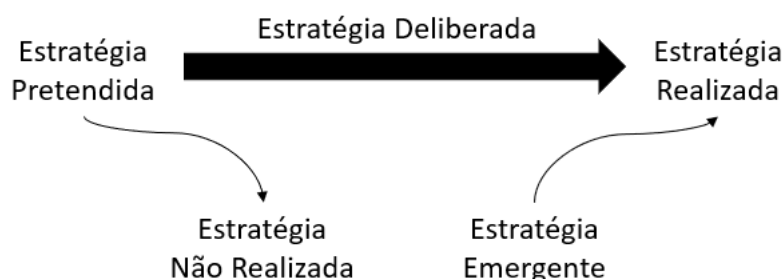 Estratégia Deliberada
Estratégia
Pretendida
Estratégia
Realizada
Estratégia
Não Realizada
Estratégia
Emergente